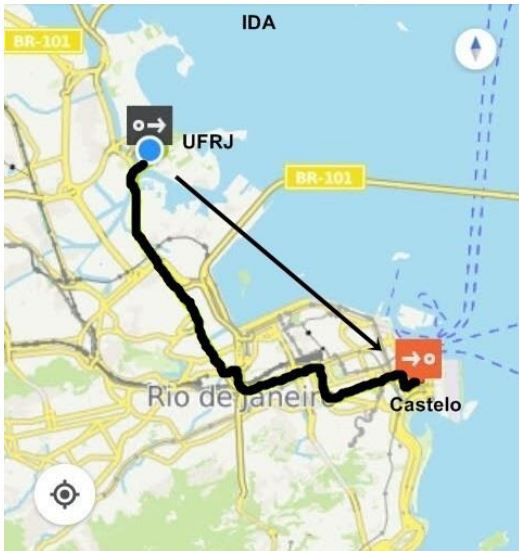 IDA
BR-101
UFRJ
BR-101
Castelo
Rio de Janeiro